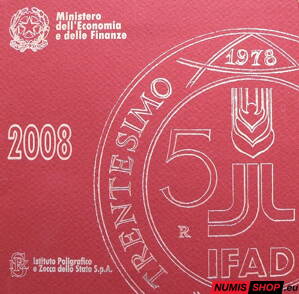 Ministero
dell'Economia
e delle Finanze
2008
1978
TRENTESIMO
5
R
IFAD
Istituto Poligrafico
e Zecca dello Stato S.p.A.
NUMIS SHOP.eu